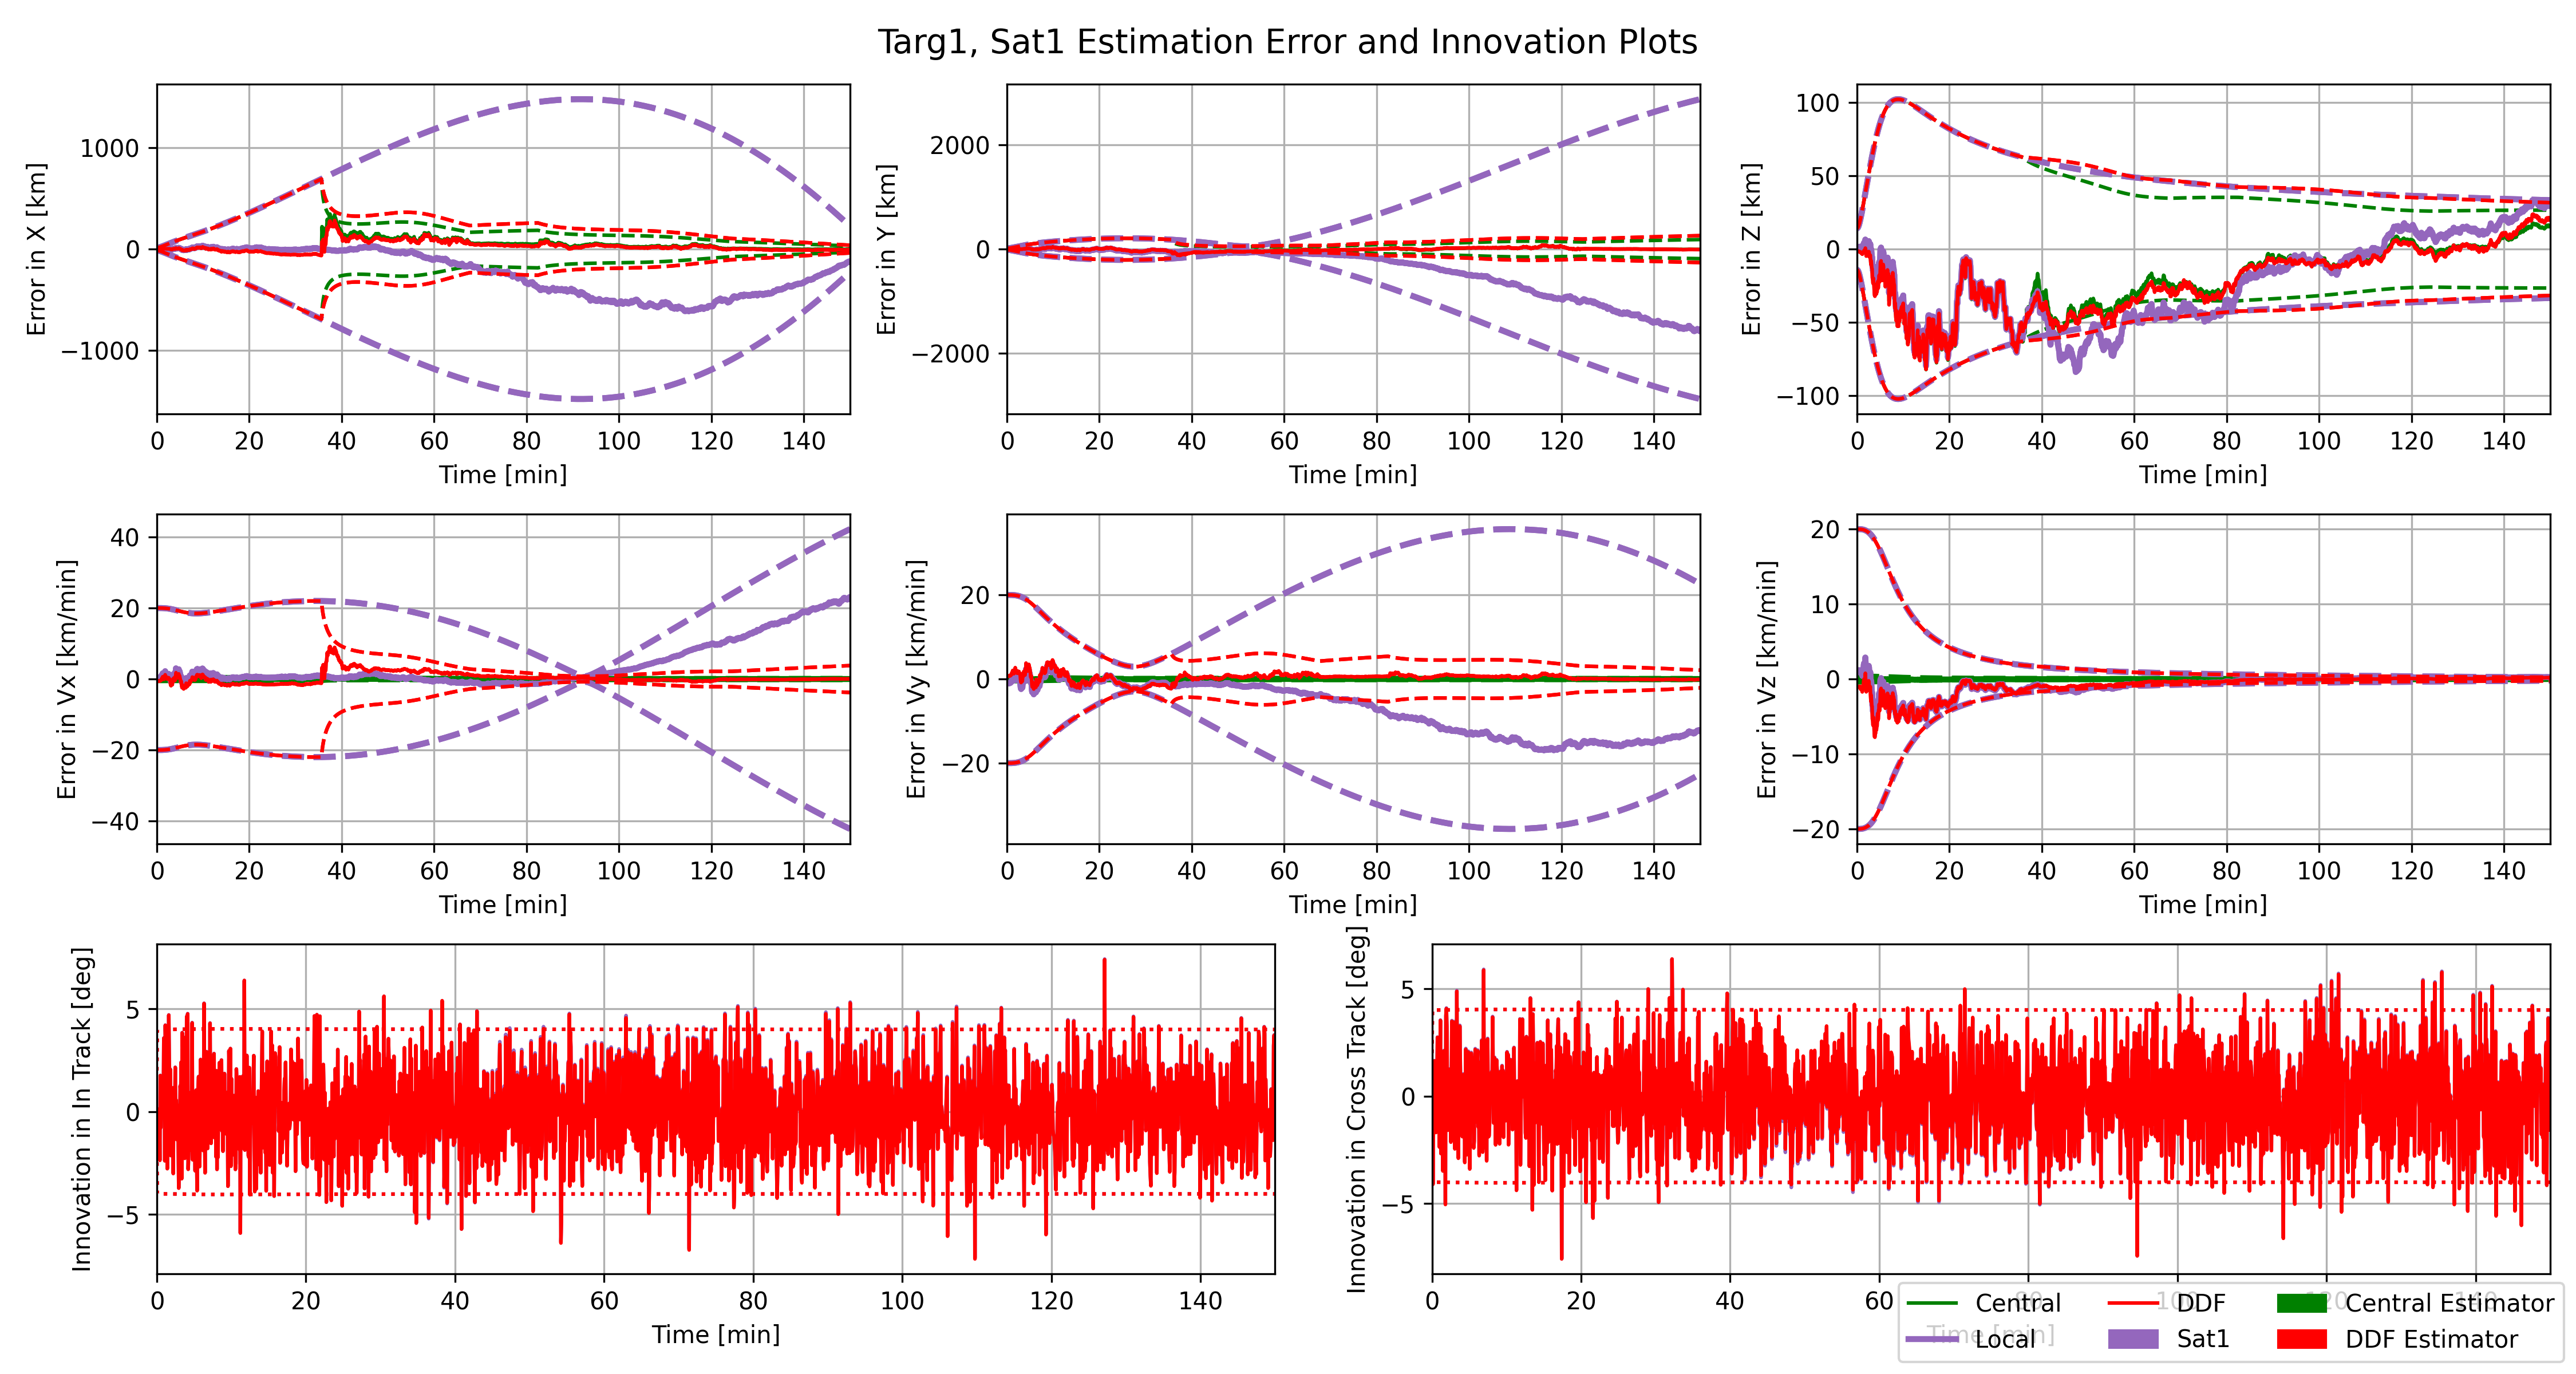 Targ1, Sat1 Estimation Error and Innovation Plots
Error in X [km]
1000
0
−1000
0 20 40 60 80 100 120 140
Time [min]
Error in Y [km]
2000
0
−2000
0 20 40 60 80 100 120 140
Time [min]
Error in Z [km]
100
50
0
−50
−100
0 20 40 60 80 100 120 140
Time [min]
Error in Vx [km/min]
40
20
0
−20
−40
0 20 40 60 80 100 120 140
Time [min]
Error in Vy [km/min]
20
0
−20
0 20 40 60 80 100 120 140
Time [min]
Error in Vz [km/min]
20
10
0
−10
−20
0 20 40 60 80 100 120 140
Time [min]
Innovation in In Track [deg]
5
0
−5
0 20 40 60 80 100 120 140
Time [min]
Innovation in Cross Track [deg]
5
0
−5
0 20 40 60 80 100 120 140
Time [min]
Central DDF Central Estimator
Local Sat1 DDF Estimator